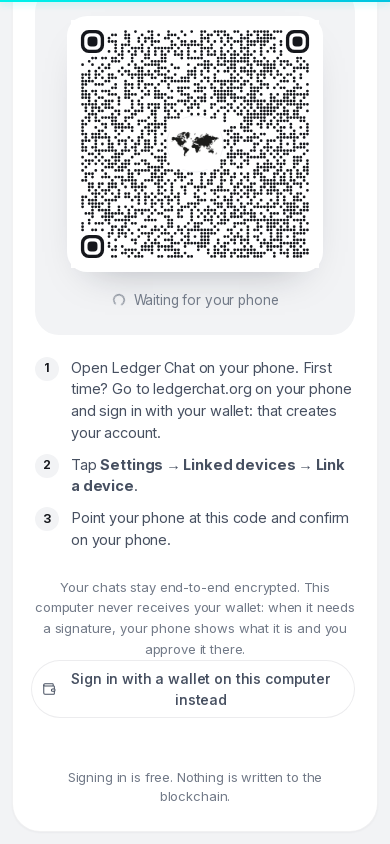 Waiting for your phone
1 Open Ledger Chat on your phone. First
time? Go to ledgerchat.org on your phone
and sign in with your wallet: that creates
your account.
2 Tap Settings → Linked devices → Link
a device.
3 Point your phone at this code and confirm
on your phone.
Your chats stay end-to-end encrypted. This
computer never receives your wallet: when it needs
a signature, your phone shows what it is and you
approve it there.
Sign in with a wallet on this computer
instead
Signing in is free. Nothing is written to the
blockchain.